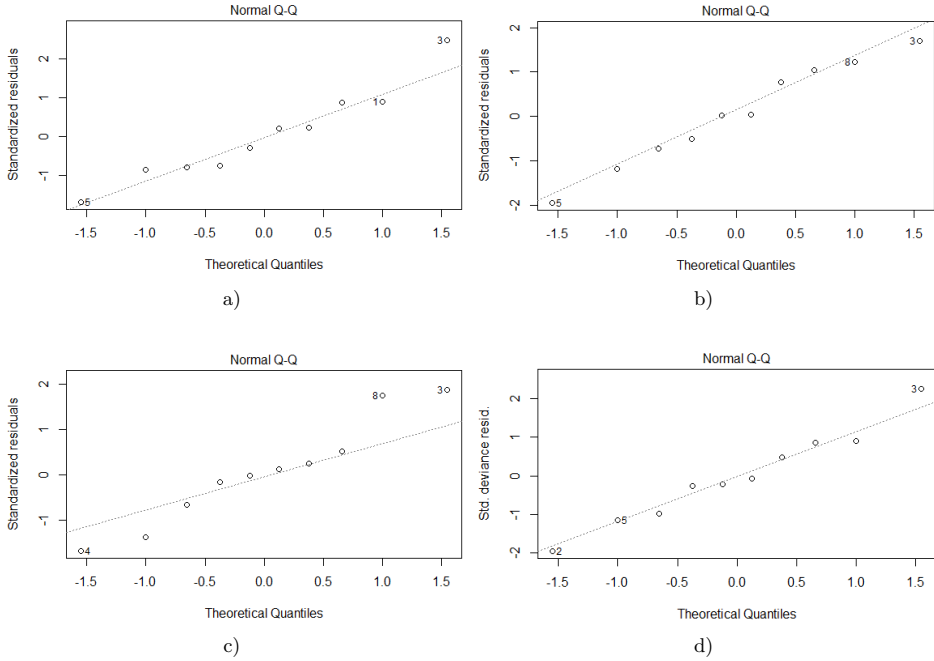 Normal Q-Q
Standardized residuals
2
1
0
-1
3
1
5
-1.5 -1.0 -0.5 0.0 0.5 1.0 1.5
Theoretical Quantiles
a)
Normal Q-Q
Standardized residuals
2
1
0
-1
-2
3
8
5
-1.5 -1.0 -0.5 0.0 0.5 1.0 1.5
Theoretical Quantiles
b)
Normal Q-Q
Standardized residuals
2
1
0
-1
3
8
4
-1.5 -1.0 -0.5 0.0 0.5 1.0 1.5
Theoretical Quantiles
c)
Normal Q-Q
Std. deviance resid.
2
1
0
-1
-2
3
5
2
-1.5 -1.0 -0.5 0.0 0.5 1.0 1.5
Theoretical Quantiles
d)